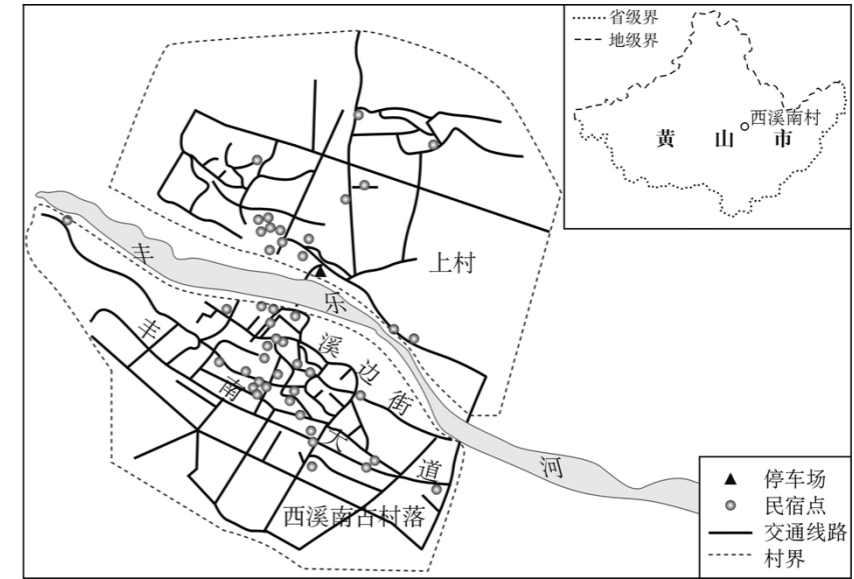 省级界
地级界
西溪南村
黄山市
上村
丰乐河
溪边街
丰南大道
西溪南古村落
停车场
民宿点
交通线路
村界